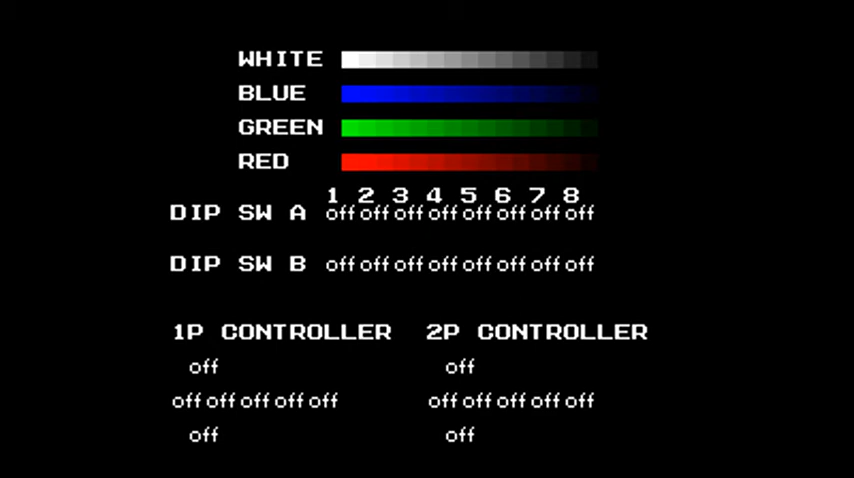 WHITE
BLUE
GREEN
RED
1 2 3 4 5 6 7 8
DIP SW A off off off off off off off off
DIP SW B off off off off off off off off
1P CONTROLLER 2P CONTROLLER
off off
off off off off off off off off off off
off off